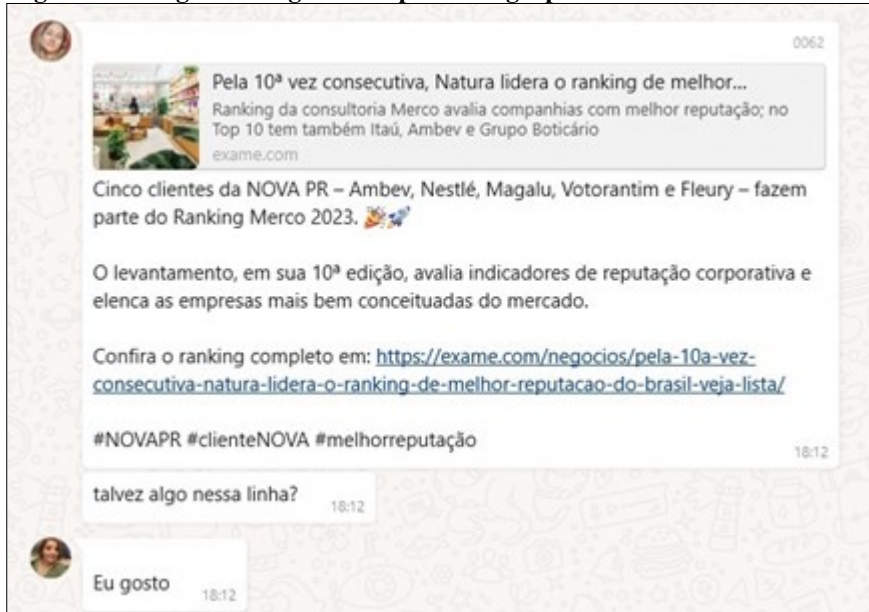 0062
Pela 10ª vez consecutiva, Natura lidera o ranking de melhor...
Ranking da consultoria Merco avalia companhias com melhor reputação; no
Top 10 tem também Itaú, Ambev e Grupo Boticário
exame.com
Cinco clientes da NOVA PR – Ambev, Nestlé, Magalu, Votorantim e Fleury – fazem
parte do Ranking Merco 2023. 🎉🚀
O levantamento, em sua 10ª edição, avalia indicadores de reputação corporativa e
elenca as empresas mais bem conceituadas do mercado.
Confira o ranking completo em: https://exame.com/negocios/pela-10a-vez-
consecutiva-natura-lidera-o-ranking-de-melhor-reputacao-do-brasil-veja-lista/
#NOVAPR #clienteNOVA #melhorreputação
18:12
talvez algo nessa linha?
18:12
Eu gosto
18:12